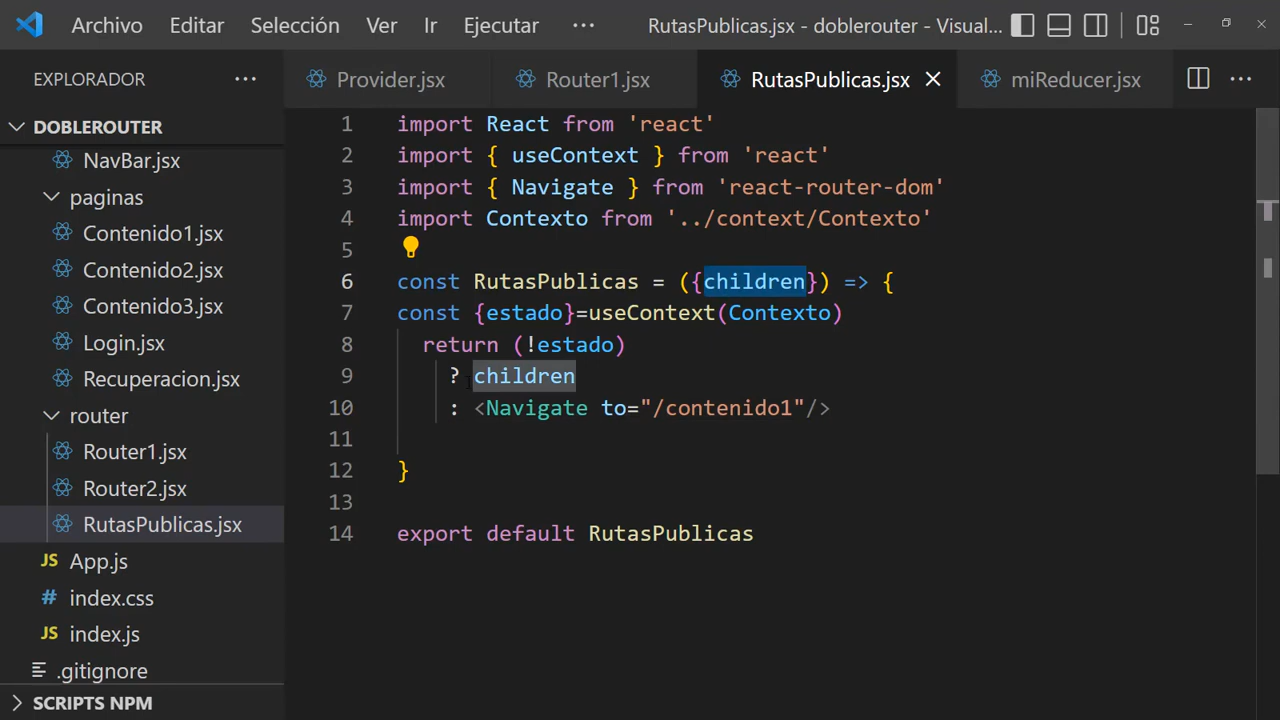 Archivo Editar Selección Ver Ir Ejecutar ··· RutasPublicas.jsx - doblerouter - Visual...
EXPLORADOR ···
Provider.jsx Router1.jsx RutasPublicas.jsx miReducer.jsx ···
DOBLEROUTER
NavBar.jsx
paginas
Contenido1.jsx
Contenido2.jsx
Contenido3.jsx
Login.jsx
Recuperacion.jsx
router
Router1.jsx
Router2.jsx
RutasPublicas.jsx
JS App.js
# index.css
JS index.js
.gitignore
SCRIPTS NPM
1 import React from 'react'
2 import { useContext } from 'react'
3 import { Navigate } from 'react-router-dom'
4 import Contexto from '../context/Contexto'
5
6 const RutasPublicas = ({children}) => {
7 const {estado}=useContext(Contexto)
8 return (!estado)
9 ? children
10 : <Navigate to="/contenido1"/>
11
12 }
13
14 export default RutasPublicas